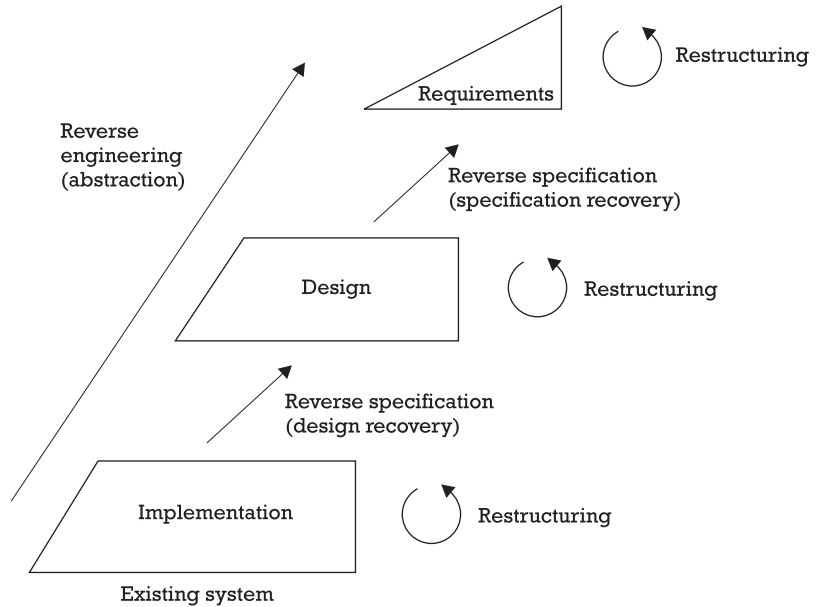 Requirements
Restructuring
Reverse
engineering
(abstraction)
Reverse specification
(specification recovery)
Design
Restructuring
Reverse specification
(design recovery)
Implementation
Restructuring
Existing system